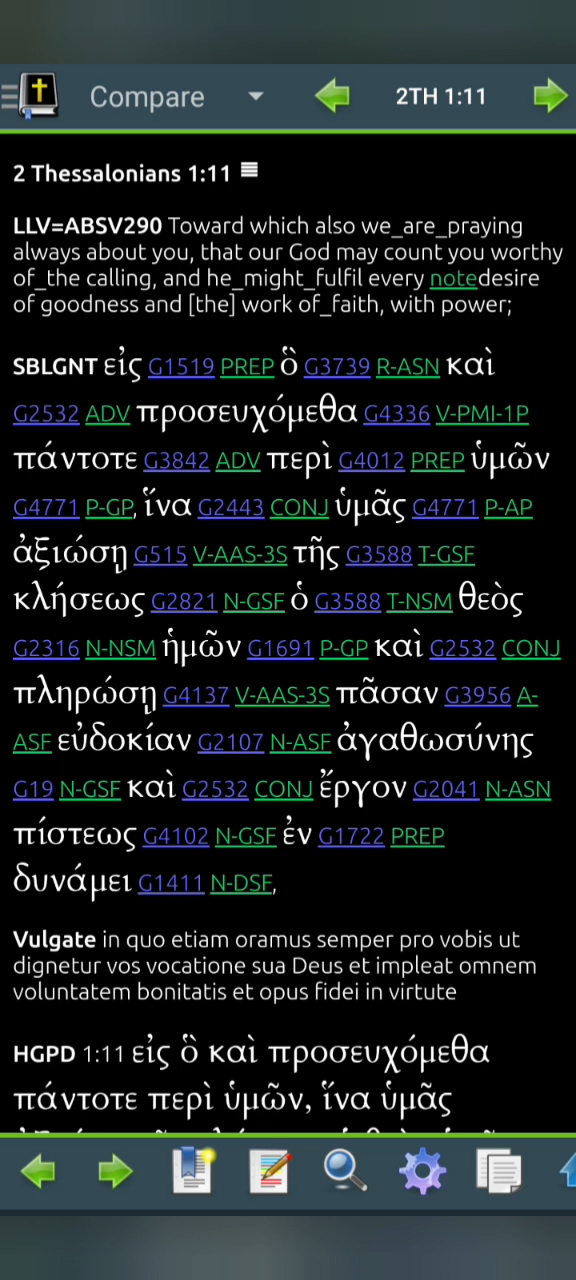 Compare
2TH 1:11
2 Thessalonians 1:11
LLV=ABSV290 Toward which also we_are_praying
always about you, that our God may count you worthy
of_the calling, and he_might_fulfil every notedesire
of goodness and [the] work of_faith, with power;
SBLGNT εἰς G1519 PREP ὃ G3739 R-ASN καὶ
G2532 ADV προσευχόμεθα G4336 V-PMI-1P
πάντοτε G3842 ADV περὶ G4012 PREP ὑμῶν
G4771 P-GP, ἵνα G2443 CONJ ὑμᾶς G4771 P-AP
ἀξιώσῃ G515 V-AAS-3S τῆς G3588 T-GSF
κλήσεως G2821 N-GSF ὁ G3588 T-NSM θεὸς
G2316 N-NSM ἡμῶν G1691 P-GP καὶ G2532 CONJ
πληρώσῃ G4137 V-AAS-3S πᾶσαν G3956 A-
ASF εὐδοκίαν G2107 N-ASF ἀγαθωσύνης
G19 N-GSF καὶ G2532 CONJ ἔργον G2041 N-ASN
πίστεως G4102 N-GSF ἐν G1722 PREP
δυνάμει G1411 N-DSF,
Vulgate in quo etiam oramus semper pro vobis ut
dignetur vos vocatione sua Deus et impleat omnem
voluntatem bonitatis et opus fidei in virtute
HGPD 1:11 εἰς ὃ καὶ προσευχόμεθα
πάντοτε περὶ ὑμῶν, ἵνα ὑμᾶς